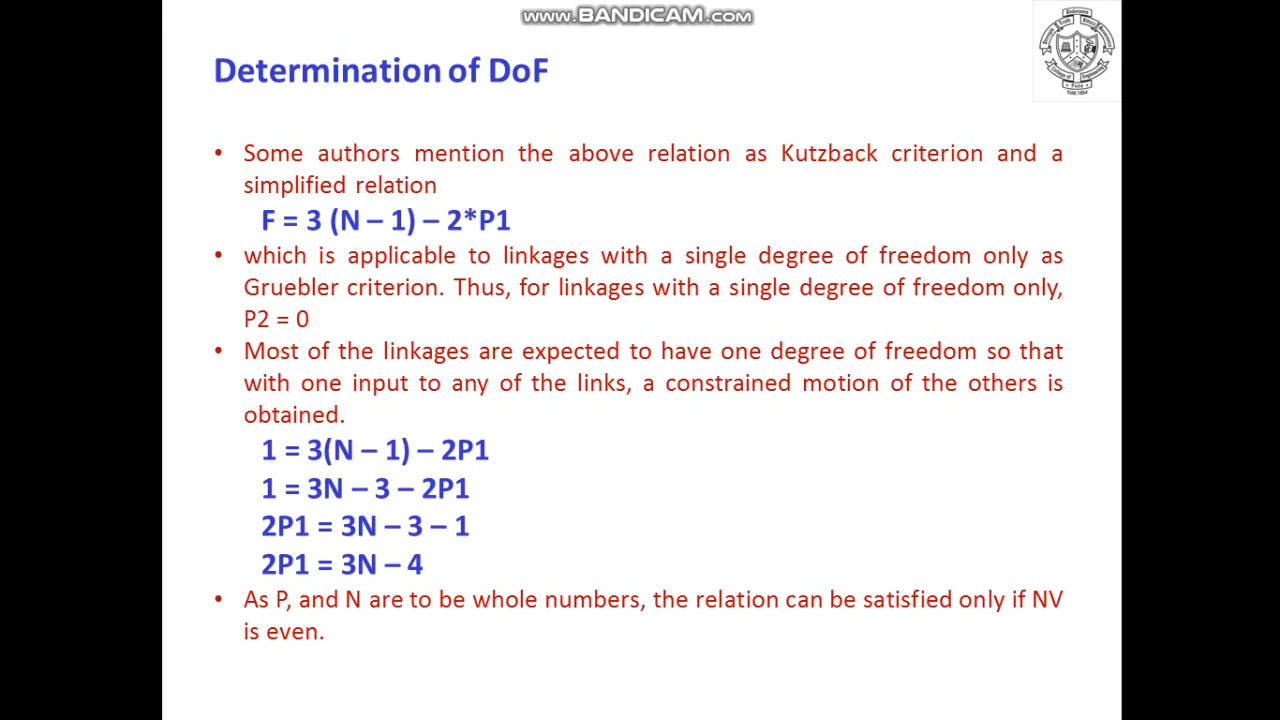 www.BANDICAM.com
Determination of DoF
• Some authors mention the above relation as Kutzback criterion and a
simplified relation
F = 3 (N – 1) – 2*P1
• which is applicable to linkages with a single degree of freedom only as
Gruebler criterion. Thus, for linkages with a single degree of freedom only,
P2 = 0
• Most of the linkages are expected to have one degree of freedom so that
with one input to any of the links, a constrained motion of the others is
obtained.
1 = 3(N – 1) – 2P1
1 = 3N – 3 – 2P1
2P1 = 3N – 3 – 1
2P1 = 3N – 4
• As P, and N are to be whole numbers, the relation can be satisfied only if NV
is even.